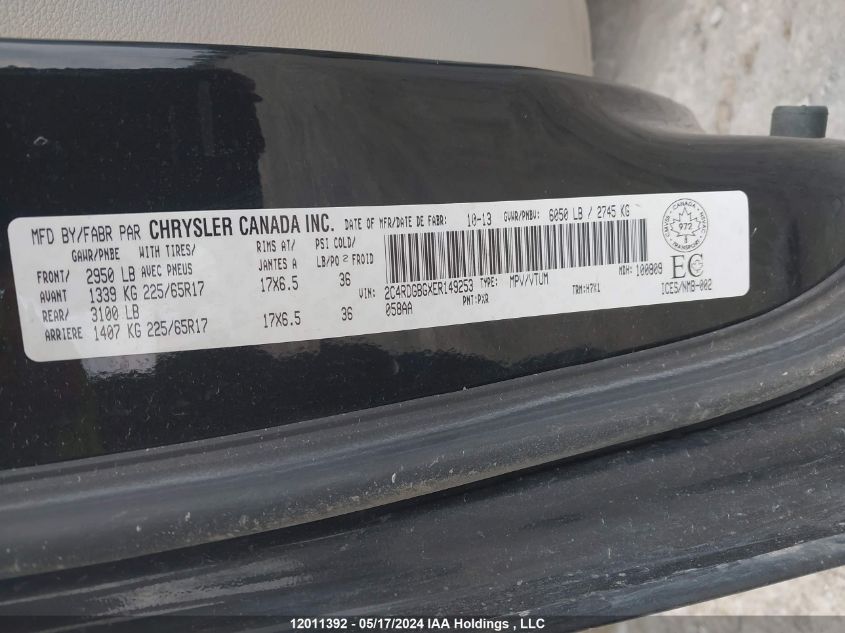 MFD BY/FABR PAR CHRYSLER CANADA INC. DATE OF MFR/DATE DE FABR: 10-13 GVWR/PNBV: 6050 LB / 2745 KG
GAWR/PNBE WITH TIRES/ RIMS AT/ PSI COLD/
AVEC PNEUS JANTES A LB/PO² FROID
FRONT/ 2950 LB
AVANT 1339 KG 225/65R17 17X6.5 36
REAR/ 3100 LB
ARRIERE 1407 KG 225/65R17 17X6.5 36
MDH: 100809
VIN: 2C4RDGBGXER149253 TYPE: MPV/VTUM
058AA PNT: PXR TRM: H7X1
CANADA
972
TRANSPORT
EC
ICES/NMB-002
12011392 - 05/17/2024 IAA Holdings, LLC